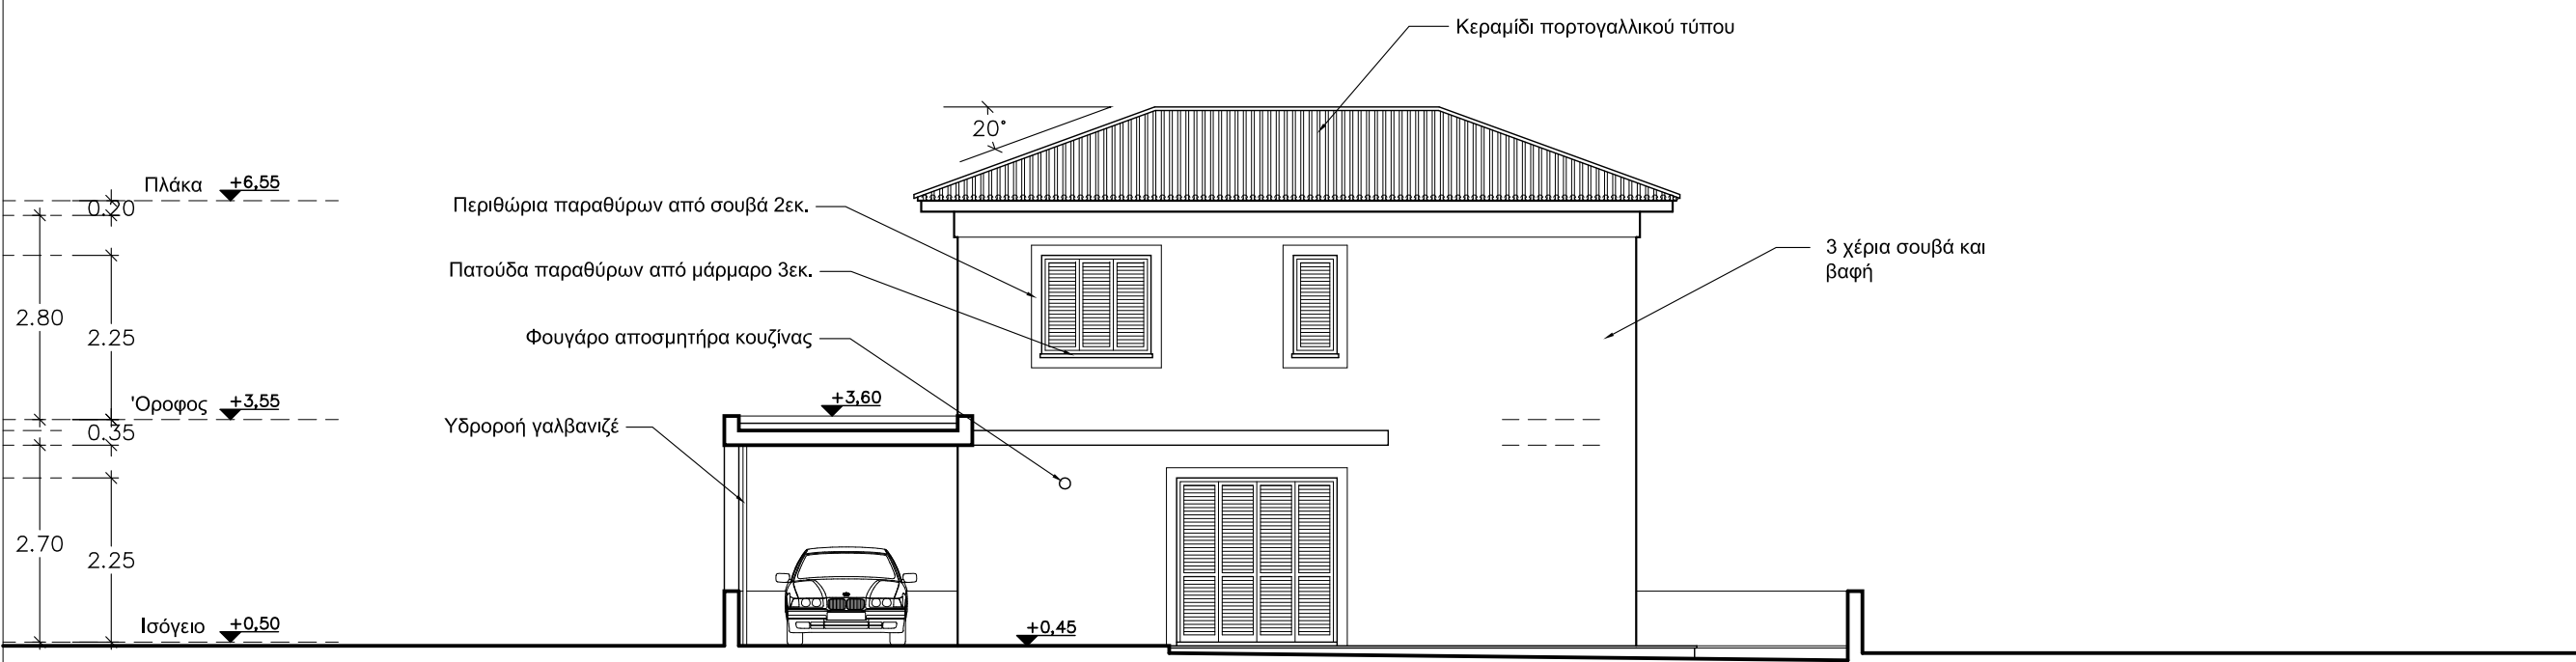 Κεραμίδι πορτογαλλικού τύπου
20°
Πλάκα +6,55
0.20
Περιθώρια παραθύρων από σουβά 2εκ.
3 χέρια σουβά και
βαφή
Πατούδα παραθύρων από μάρμαρο 3εκ.
2.80
2.25
Φουγάρο αποσμητήρα κουζίνας
'Οροφος +3,55
+3,60
0.35
Υδροροή γαλβανιζέ
2.70
2.25
Ισόγειο +0,50
+0,45